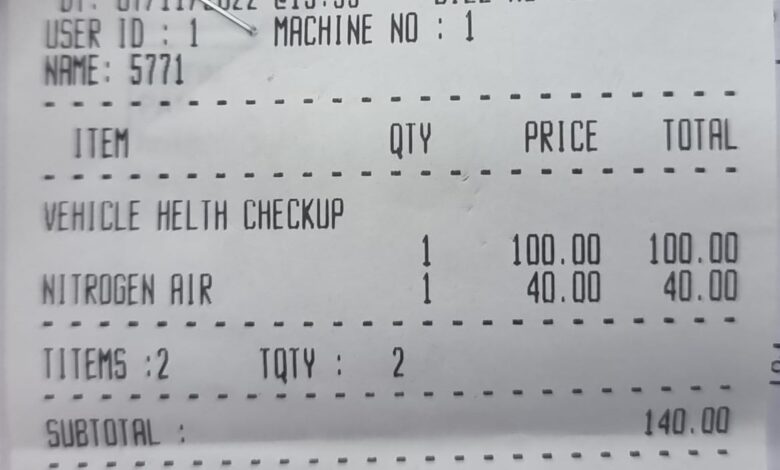 USER ID : 1 MACHINE NO : 1
NAME: 5771
ITEM QTY PRICE TOTAL
VEHICLE HELTH CHECKUP
1 100.00 100.00
NITROGEN AIR 1 40.00 40.00
TITEMS :2 TQTY : 2
SUBTOTAL : 140.00